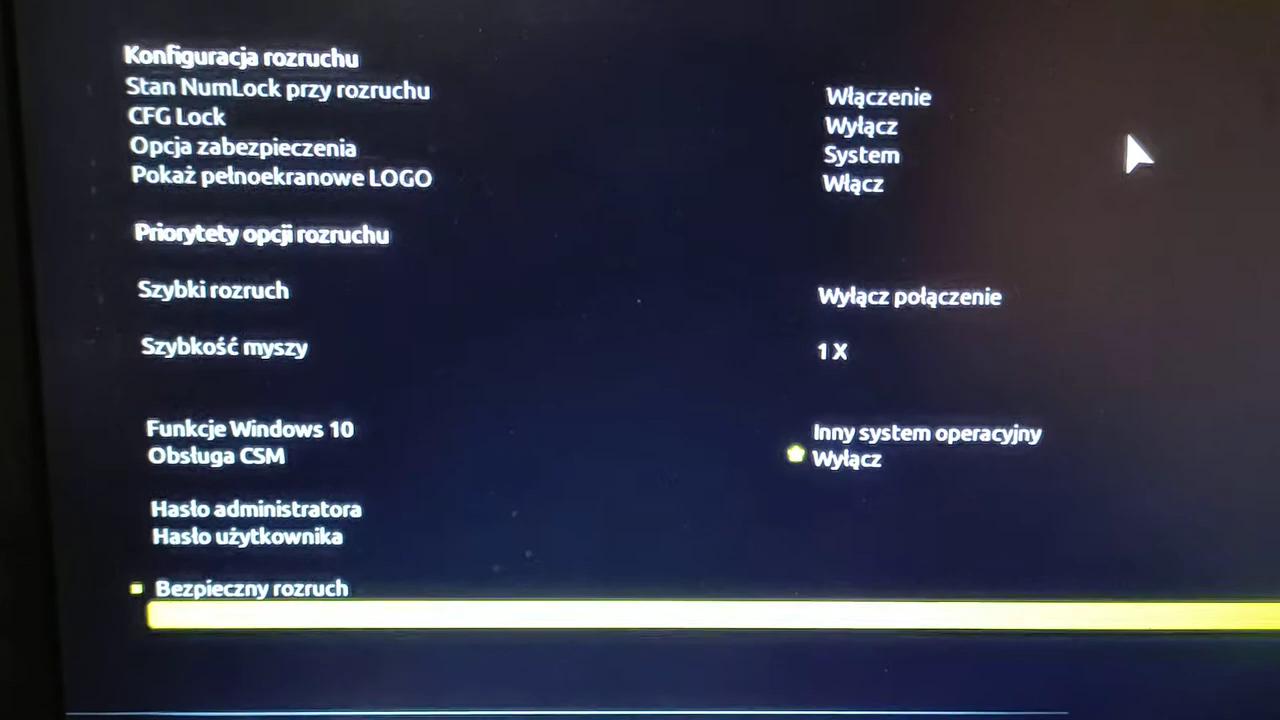 Konfiguracja rozruchu
Stan NumLock przy rozruchu Włączenie
CFG Lock Wyłącz
Opcja zabezpieczenia System
Pokaż pełnoekranowe LOGO Włącz
Priorytety opcji rozruchu
Szybki rozruch Wyłącz połączenie
Szybkość myszy 1 X
Funkcje Windows 10 Inny system operacyjny
Obsługa CSM Wyłącz
Hasło administratora
Hasło użytkownika
Bezpieczny rozruch